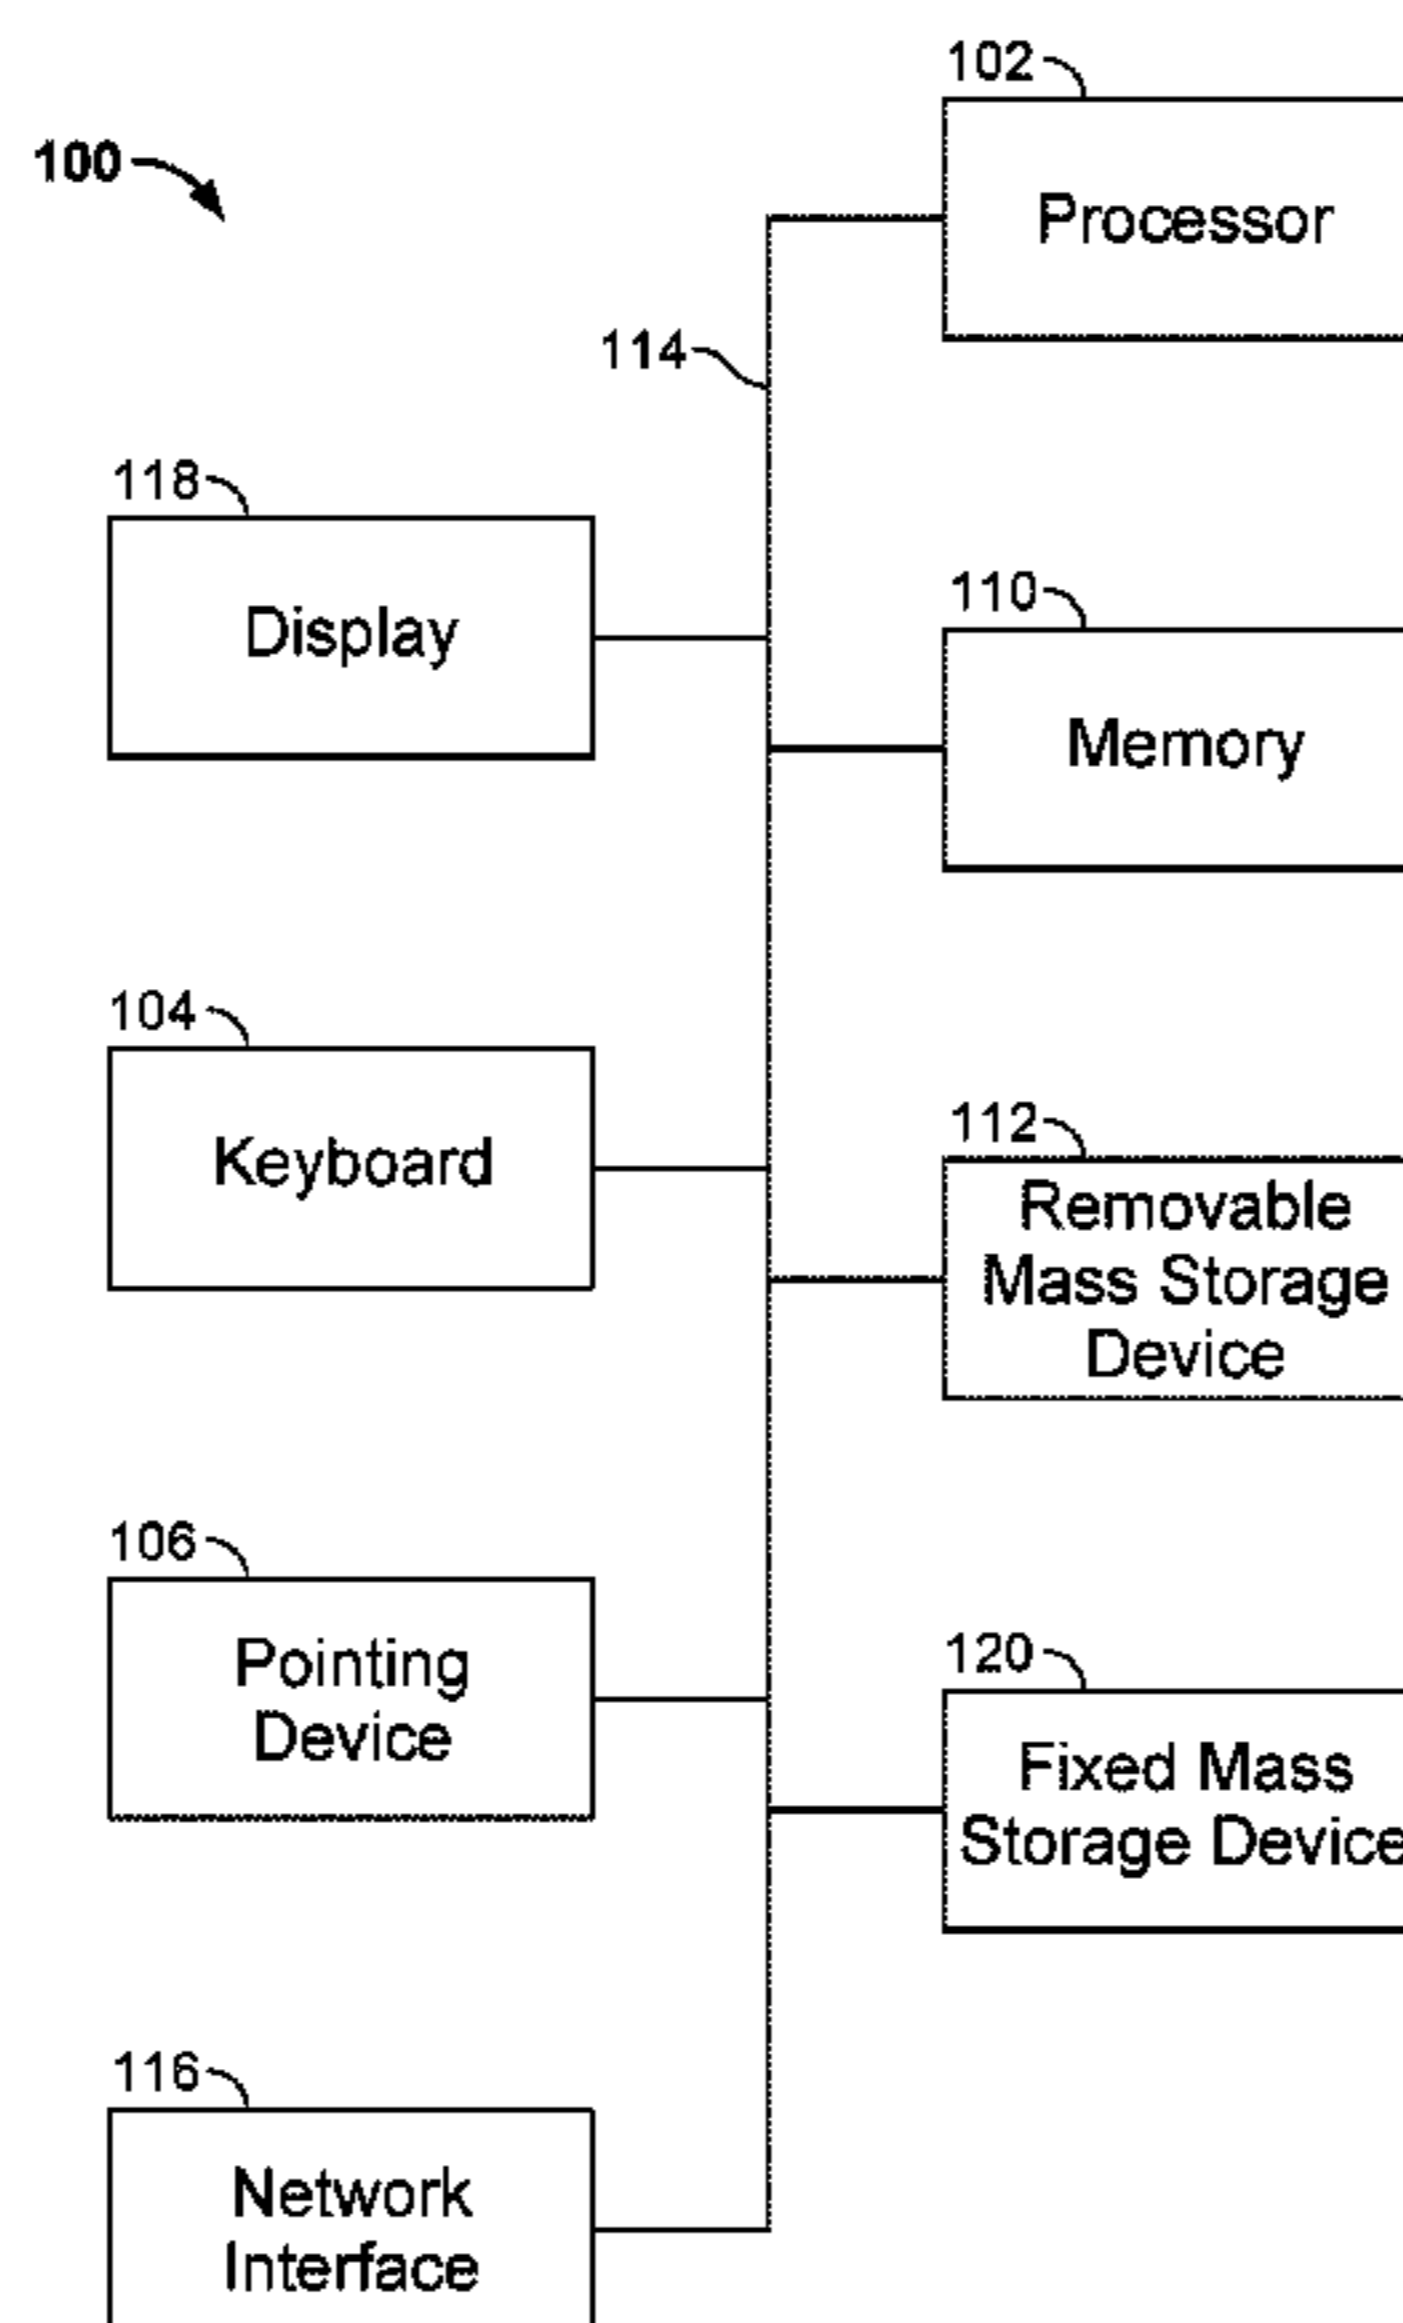 102
100
Processor
114
118
Display
110
Memory
104
Keyboard
112
Removable
Mass Storage
Device
106
Pointing
Device
120
Fixed Mass
Storage Device
116
Network
Interface